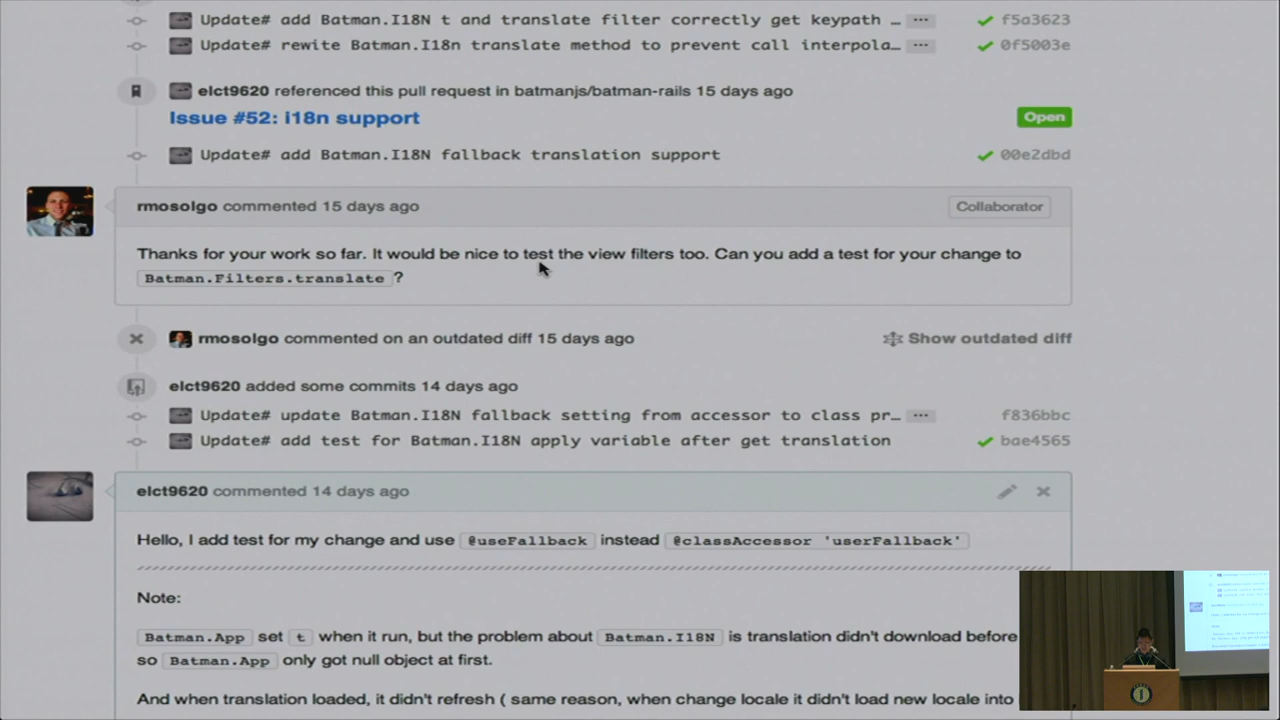 Update# add Batman.I18N t and translate filter correctly get keypath … ··· ✓ f5a3623
Update# rewite Batman.I18n translate method to prevent call interpola… ··· ✓ 0f5003e
elct9620 referenced this pull request in batmanjs/batman-rails 15 days ago
Issue #52: i18n support Open
Update# add Batman.I18N fallback translation support ✓ 00e2dbd
rmosolgo commented 15 days ago Collaborator
Thanks for your work so far. It would be nice to test the view filters too. Can you add a test for your change to
Batman.Filters.translate ?
rmosolgo commented on an outdated diff 15 days ago Show outdated diff
elct9620 added some commits 14 days ago
Update# update Batman.I18N fallback setting from accessor to class pr… ··· f836bbc
Update# add test for Batman.I18N apply variable after get translation ✓ bae4565
elct9620 commented 14 days ago
Hello, I add test for my change and use @useFallback instead @classAccessor 'userFallback'
Note:
Batman.App set t when it run, but the problem about Batman.I18N is translation didn't download before
so Batman.App only got null object at first.
And when translation loaded, it didn't refresh ( same reason, when change locale it didn't load new locale into